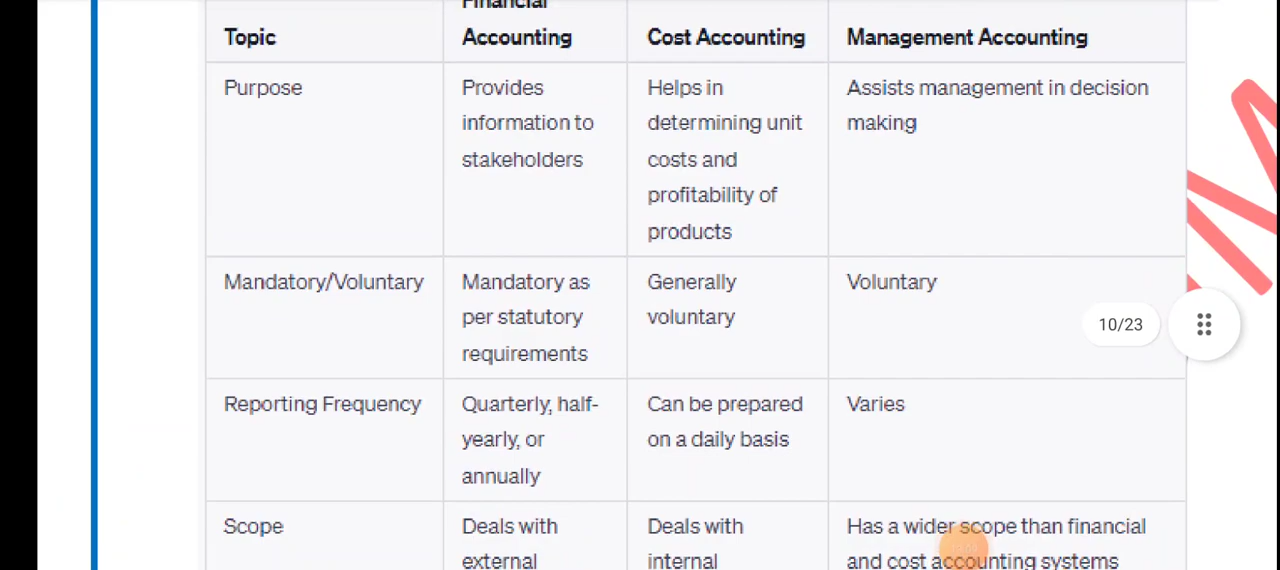 Financial
Topic Accounting Cost Accounting Management Accounting
Purpose Provides Helps in Assists management in decision
information to determining unit making
stakeholders costs and
profitability of
products
Mandatory/Voluntary Mandatory as Generally Voluntary
per statutory voluntary
requirements
10/23
Reporting Frequency Quarterly, half- Can be prepared Varies
yearly, or on a daily basis
annually
Scope Deals with Deals with Has a wider scope than financial
external internal and cost accounting systems